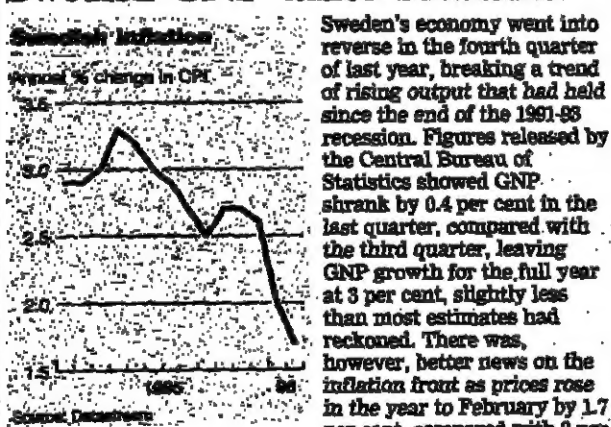 Swedish Inflation
Annual % change in CPI
3.5
3.0
2.5
2.0
1.5
1995
96
Source: Datastream
Sweden's economy went into
reverse in the fourth quarter
of last year, breaking a trend
of rising output that had held
since the end of the 1991-93
recession. Figures released by
the Central Bureau of
Statistics showed GNP
shrank by 0.4 per cent in the
last quarter, compared with
the third quarter, leaving
GNP growth for the full year
at 3 per cent, slightly less
than most estimates had
reckoned. There was,
however, better news on the
inflation front as prices rose
in the year to February by 1.7